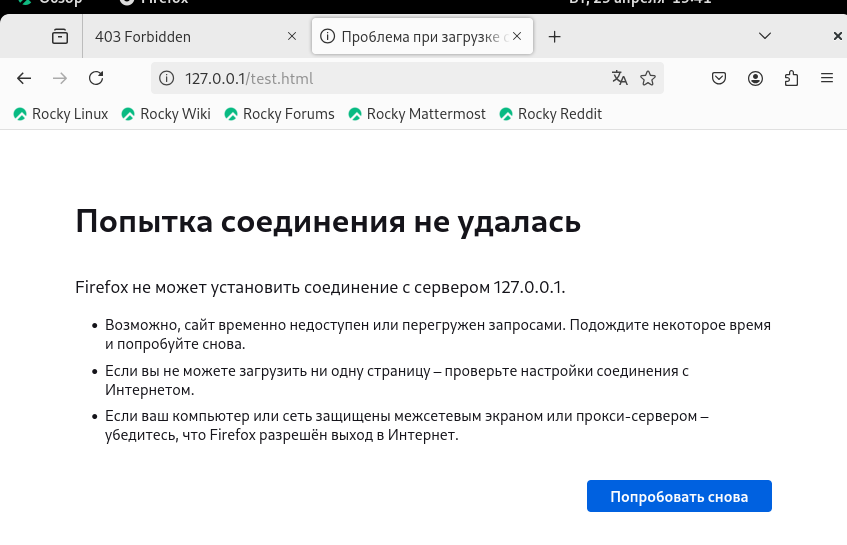 Обзор Firefox Вт, 29 апреля 15:41
403 Forbidden
Проблема при загрузке с
127.0.0.1/test.html
Rocky Linux Rocky Wiki Rocky Forums Rocky Mattermost Rocky Reddit
Попытка соединения не удалась
Firefox не может установить соединение с сервером 127.0.0.1.
Возможно, сайт временно недоступен или перегружен запросами. Подождите некоторое время
и попробуйте снова.
Если вы не можете загрузить ни одну страницу – проверьте настройки соединения с
Интернетом.
Если ваш компьютер или сеть защищены межсетевым экраном или прокси-сервером –
убедитесь, что Firefox разрешён выход в Интернет.
Попробовать снова